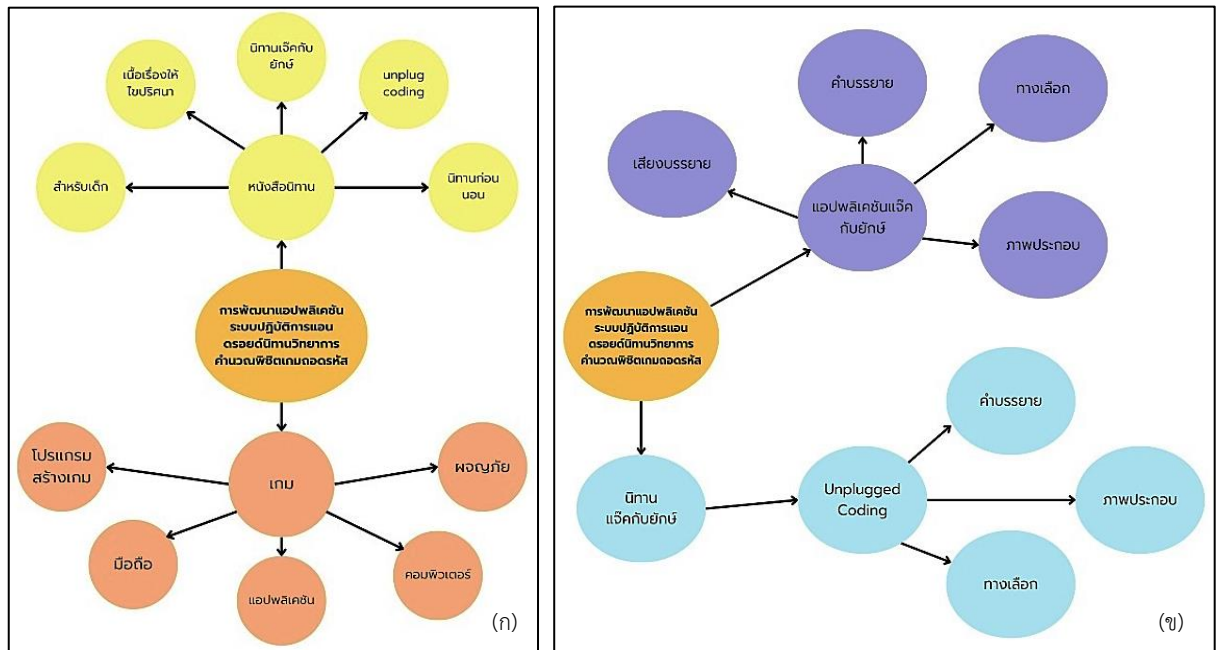 นิทานเจ๊คกับ
ยักษ์
เนื้อเรื่องให้
ไขปริศนา
unplug
coding
สำหรับเด็ก
หนังสือนิทาน
นิทานก่อน
นอน
การพัฒนาแอปพลิเคชัน
ระบบปฏิบัติการแอน
ดรอยด์นิทานวิทยาการ
คำนวณพิชิตเกมถอดรหัส
โปรแกรม
สร้างเกม
เกม
ผจญภัย
มือถือ
แอปพลิเคชัน
คอมพิวเตอร์
(ก)
คำบรรยาย
ทางเลือก
เสียงบรรยาย
แอปพลิเคชันแจ๊ค
กับยักษ์
ภาพประกอบ
การพัฒนาแอปพลิเคชัน
ระบบปฏิบัติการแอน
ดรอยด์นิทานวิทยาการ
คำนวณพิชิตเกมถอดรหัส
คำบรรยาย
นิทาน
แจ๊คกับยักษ์
Unplugged
Coding
ภาพประกอบ
ทางเลือก
(ข)